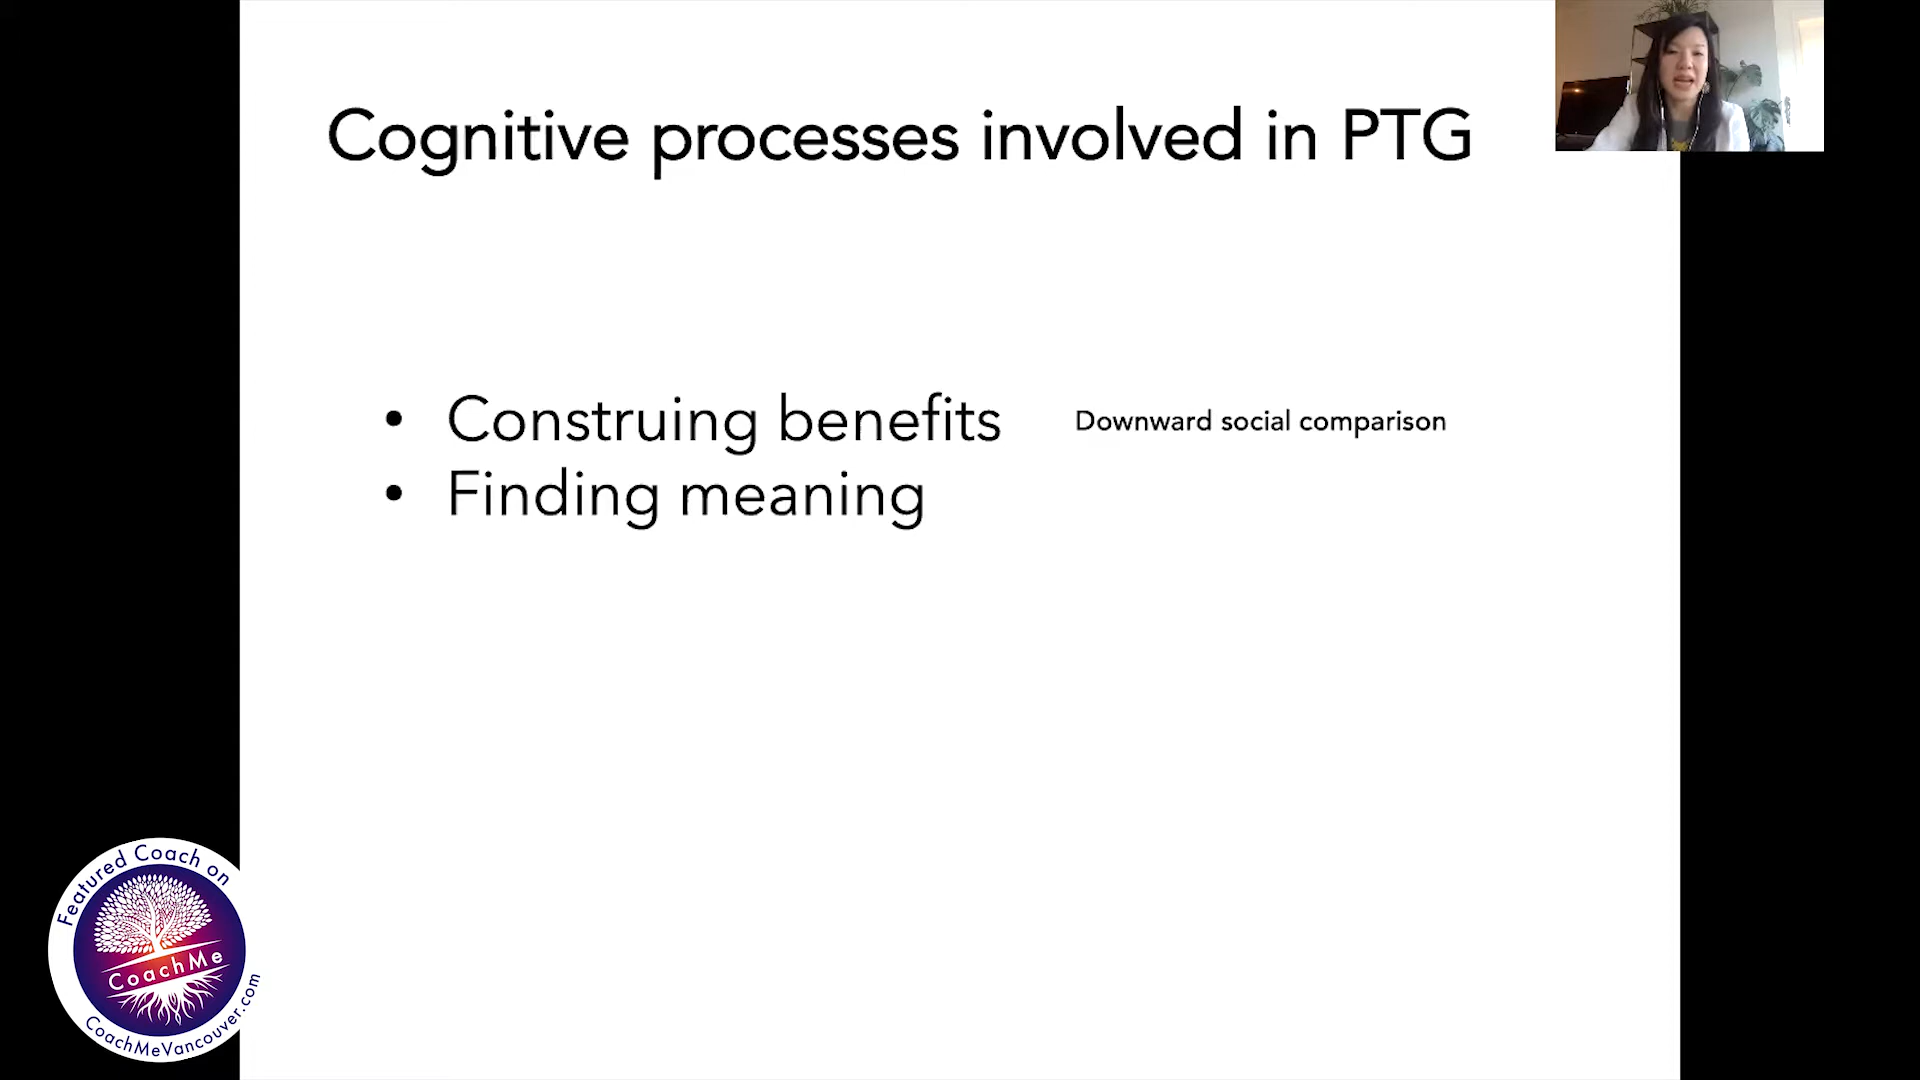 Cognitive processes involved in PTG
• Construing benefits
Downward social comparison
• Finding meaning
Featured Coach on
CoachMe
CoachMeVancouver.com